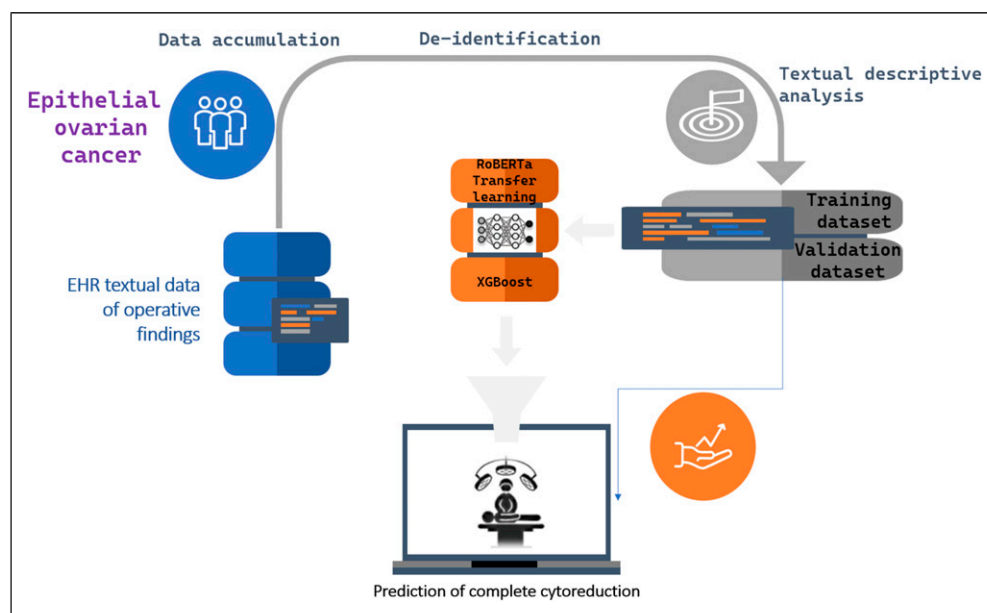 Data accumulation
De-identification
Epithelial
ovarian
cancer
Textual descriptive
analysis
RoBERTa
Transfer
learning
XGBoost
Training
dataset
Validation
dataset
EHR textual data
of operative
findings
Prediction of complete cytoreduction